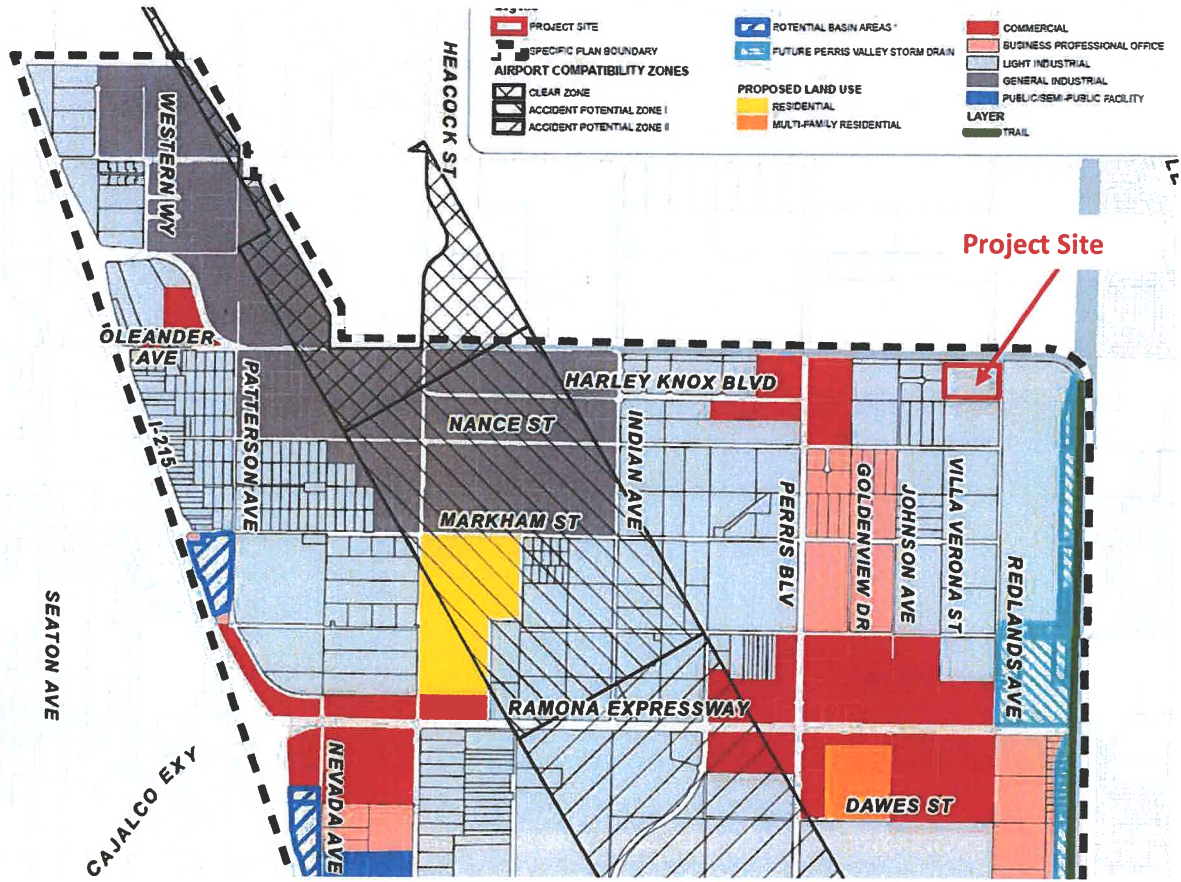 PROJECT SITE
SPECIFIC PLAN BOUNDARY
AIRPORT COMPATIBILITY ZONES
CLEAR ZONE
ACCIDENT POTENTIAL ZONE I
ACCIDENT POTENTIAL ZONE II
POTENTIAL BASIN AREAS *
FUTURE PERRIS VALLEY STORM DRAIN
PROPOSED LAND USE
RESIDENTIAL
MULTI-FAMILY RESIDENTIAL
COMMERCIAL
BUSINESS PROFESSIONAL OFFICE
LIGHT INDUSTRIAL
GENERAL INDUSTRIAL
PUBLIC/SEMI-PUBLIC FACILITY
LAYER
TRAIL
HEACOCK ST
WESTERN WY
Project Site
OLEANDER
AVE
HARLEY KNOX BLVD
PATTERSON AVE
I-215
NANCE ST
INDIAN AVE
MARKHAM ST
PERRIS BLV
GOLDENVIEW DR
JOHNSON AVE
VILLA VERONA ST
REDLANDS AVE
SEATON AVE
RAMONA EXPRESSWAY
NEVADA AVE
DAWES ST
CAJALCO EXY